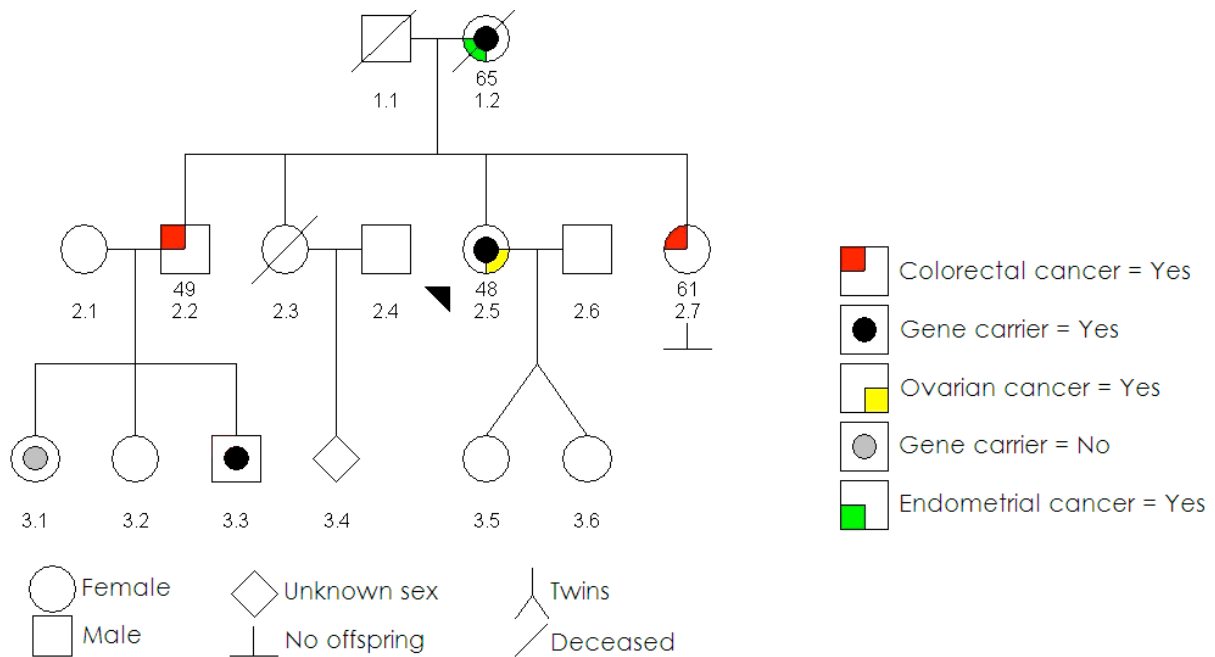 65
1.1 1.2
49 48 61
2.1 2.2 2.3 2.4 2.5 2.6 2.7
3.1 3.2 3.3 3.4 3.5 3.6
Colorectal cancer = Yes
Gene carrier = Yes
Ovarian cancer = Yes
Gene carrier = No
Endometrial cancer = Yes
Female Unknown sex Twins
Male No offspring Deceased